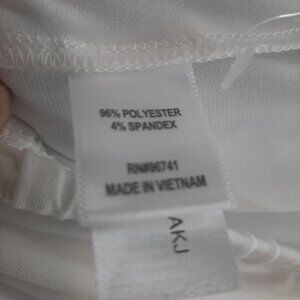 96% POLYESTER
4% SPANDEX
RN#96741
MADE IN VIETNAM
AKJ